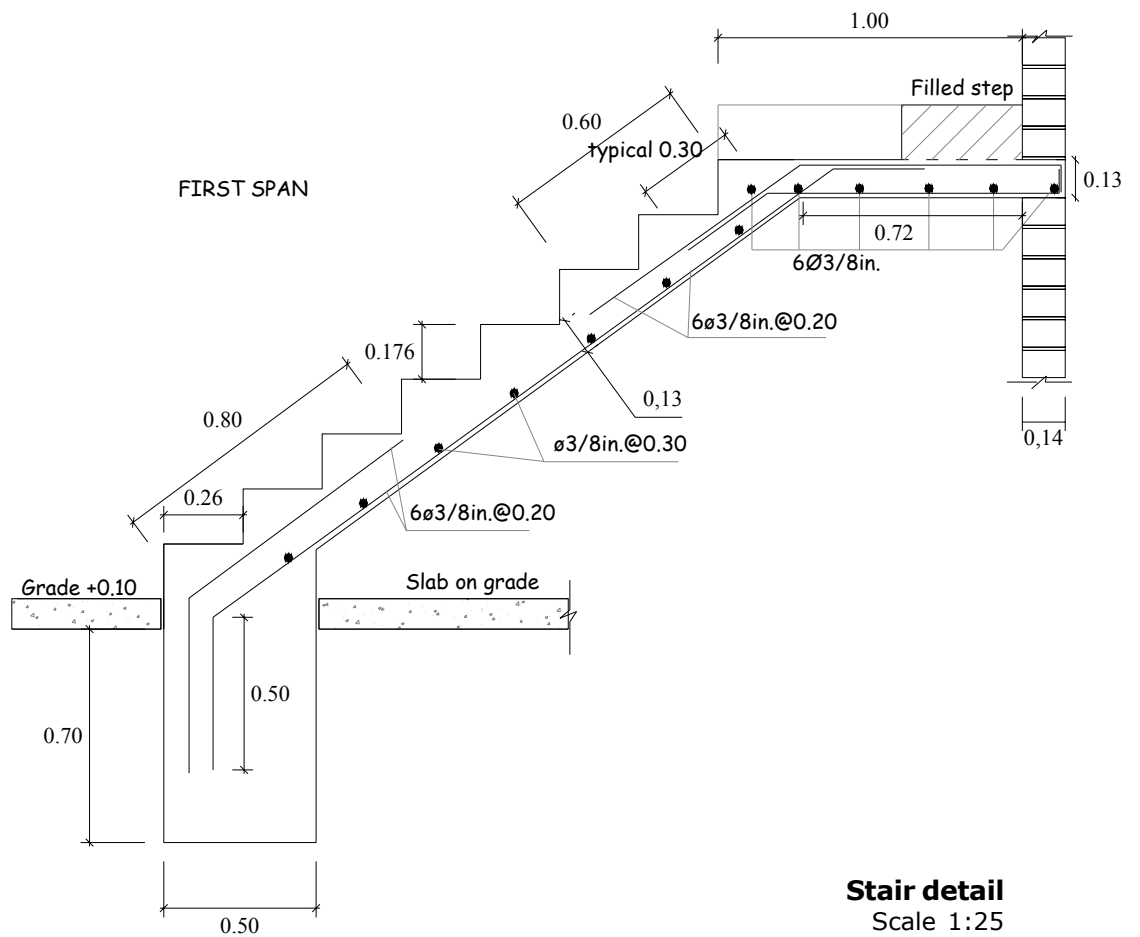 1.00
Filled step
0.60
typical 0.30
FIRST SPAN
0.13
0.72
6Ø3/8in.
6ø3/8in.@0.20
0.176
0,13
0.80
0,14
ø3/8in.@0.30
0.26
6ø3/8in.@0.20
Grade +0.10
Slab on grade
0.50
0.70
0.50
Stair detail
Scale 1:25